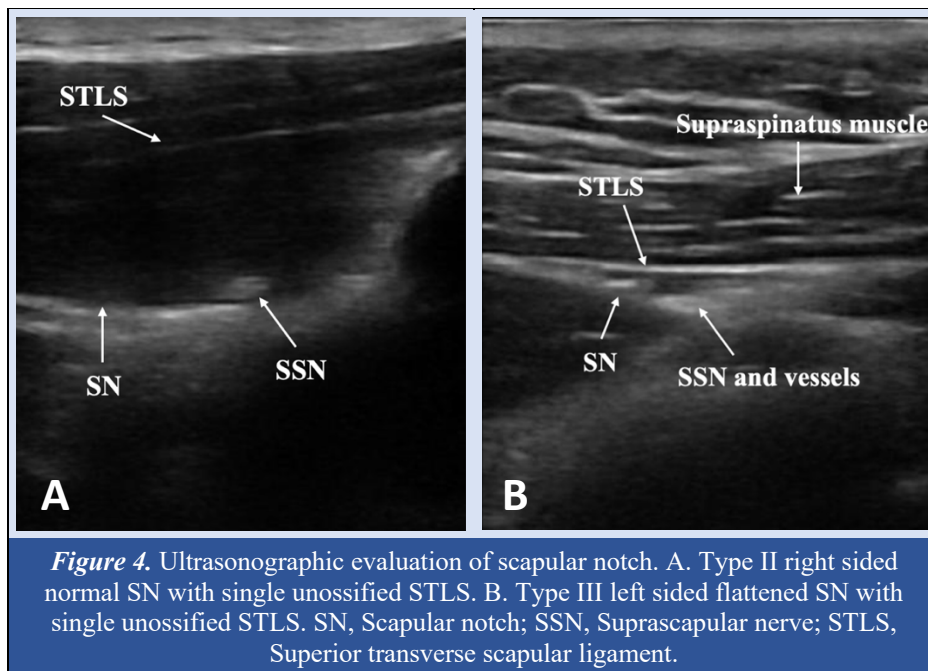 STLS
SN
SSN
A
Supraspinatus muscle
STLS
SN
SSN and vessels
B
Figure 4. Ultrasonographic evaluation of scapular notch. A. Type II right sided
normal SN with single unossified STLS. B. Type III left sided flattened SN with
single unossified STLS. SN, Scapular notch; SSN, Suprascapular nerve; STLS,
Superior transverse scapular ligament.